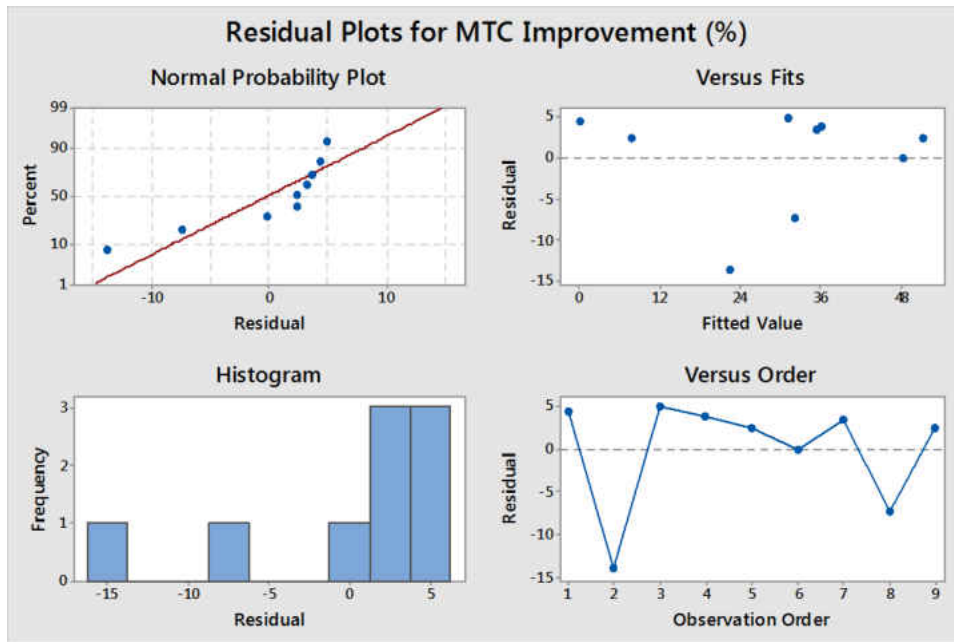 Residual Plots for MTC Improvement (%)
Normal Probability Plot
99
90
50
10
1
Percent
-10 0 10
Residual
Versus Fits
5
0
-5
-10
-15
Residual
0 12 24 36 48
Fitted Value
Histogram
3
2
1
0
Frequency
-15 -10 -5 0 5
Residual
Versus Order
5
0
-5
-10
-15
Residual
1 2 3 4 5 6 7 8 9
Observation Order